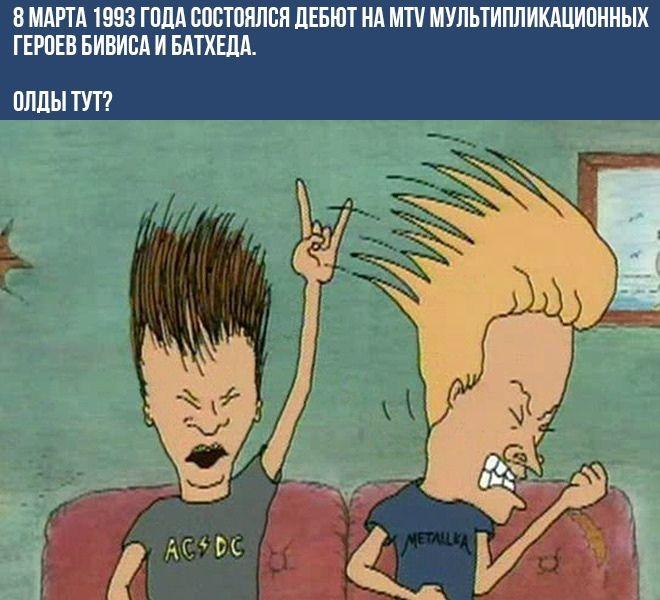 8 МАРТА 1993 ГОДА СОСТОЯЛСЯ ДЕБЮТ НА MTV МУЛЬТИПЛИКАЦИОННЫХ
ГЕРОЕВ БИВИСА И БАТХЕДА.
ОЛДЫ ТУТ?
AC⚡DC
METALLICA